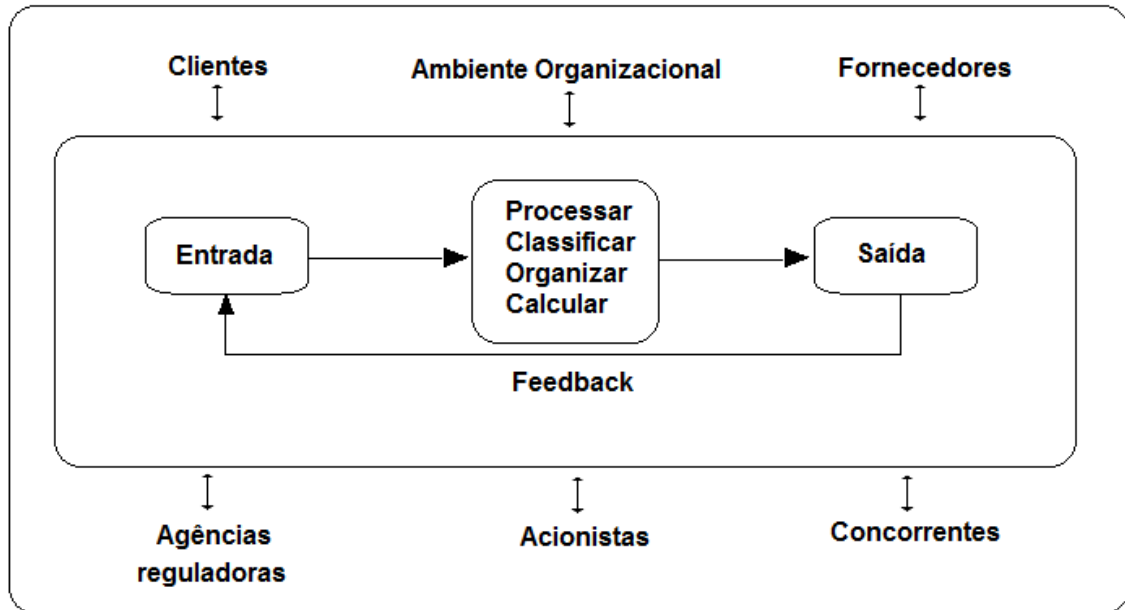 Clientes
Ambiente Organizacional
Fornecedores
Entrada
Processar
Classificar
Organizar
Calcular
Saída
Feedback
Agências
reguladoras
Acionistas
Concorrentes